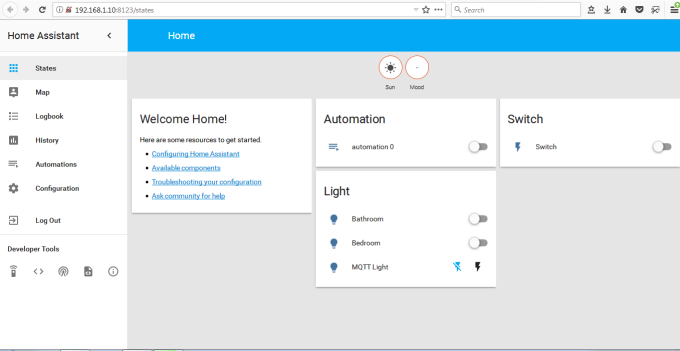 192.168.1.10:8123/states
Search
Home Assistant
Home
States
Map
Logbook
History
Automations
Configuration
Log Out
Developer Tools
Sun
Mood
Welcome Home!
Here are some resources to get started.
Configuring Home Assistant
Available components
Troubleshooting your configuration
Ask community for help
Automation
automation 0
Light
Bathroom
Bedroom
MQTT Light
Switch
Switch